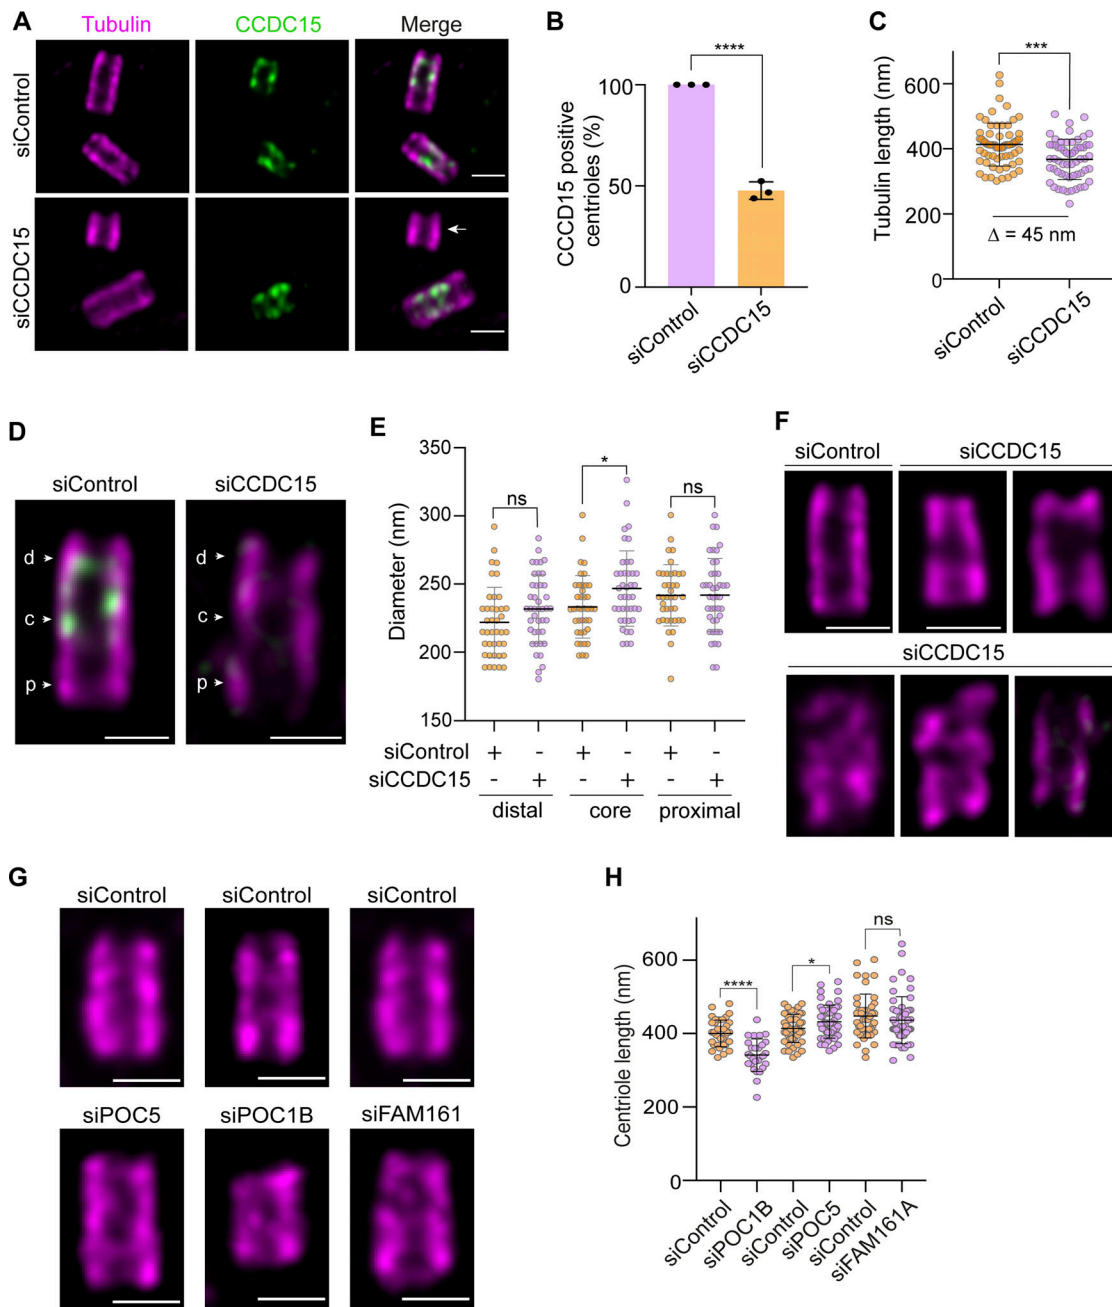 A
Tubulin
CCDC15
Merge
siControl
siCCDC15
B
CCCD15 positive
centrioles (%)
100
50
0
****
siControl
siCCDC15
C
Tubulin length (nm)
600
400
200
0
***
Δ = 45 nm
siControl
siCCDC15
D
siControl
siCCDC15
d
c
p
d
c
p
E
Diameter (nm)
350
300
250
200
150
ns
*
ns
siControl + - + - + -
siCCDC15 - + - + - +
distal core proximal
F
siControl
siCCDC15
siCCDC15
G
siControl
siControl
siControl
siPOC5
siPOC1B
siFAM161
H
Centriole length (nm)
600
400
200
0
****
*
ns
siControl
siPOC1B
siControl
siPOC5
siControl
siFAM161A